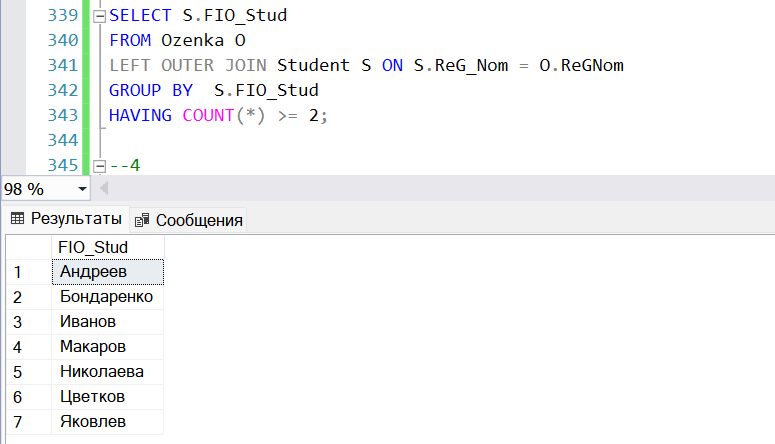 339 SELECT S.FIO_Stud
340 FROM Ozenka O
341 LEFT OUTER JOIN Student S ON S.ReG_Nom = O.ReGNom
342 GROUP BY  S.FIO_Stud
343 HAVING COUNT(*) >= 2;
344
345 --4
98 %
Результаты Сообщения
FIO_Stud
1 Андреев
2 Бондаренко
3 Иванов
4 Макаров
5 Николаева
6 Цветков
7 Яковлев